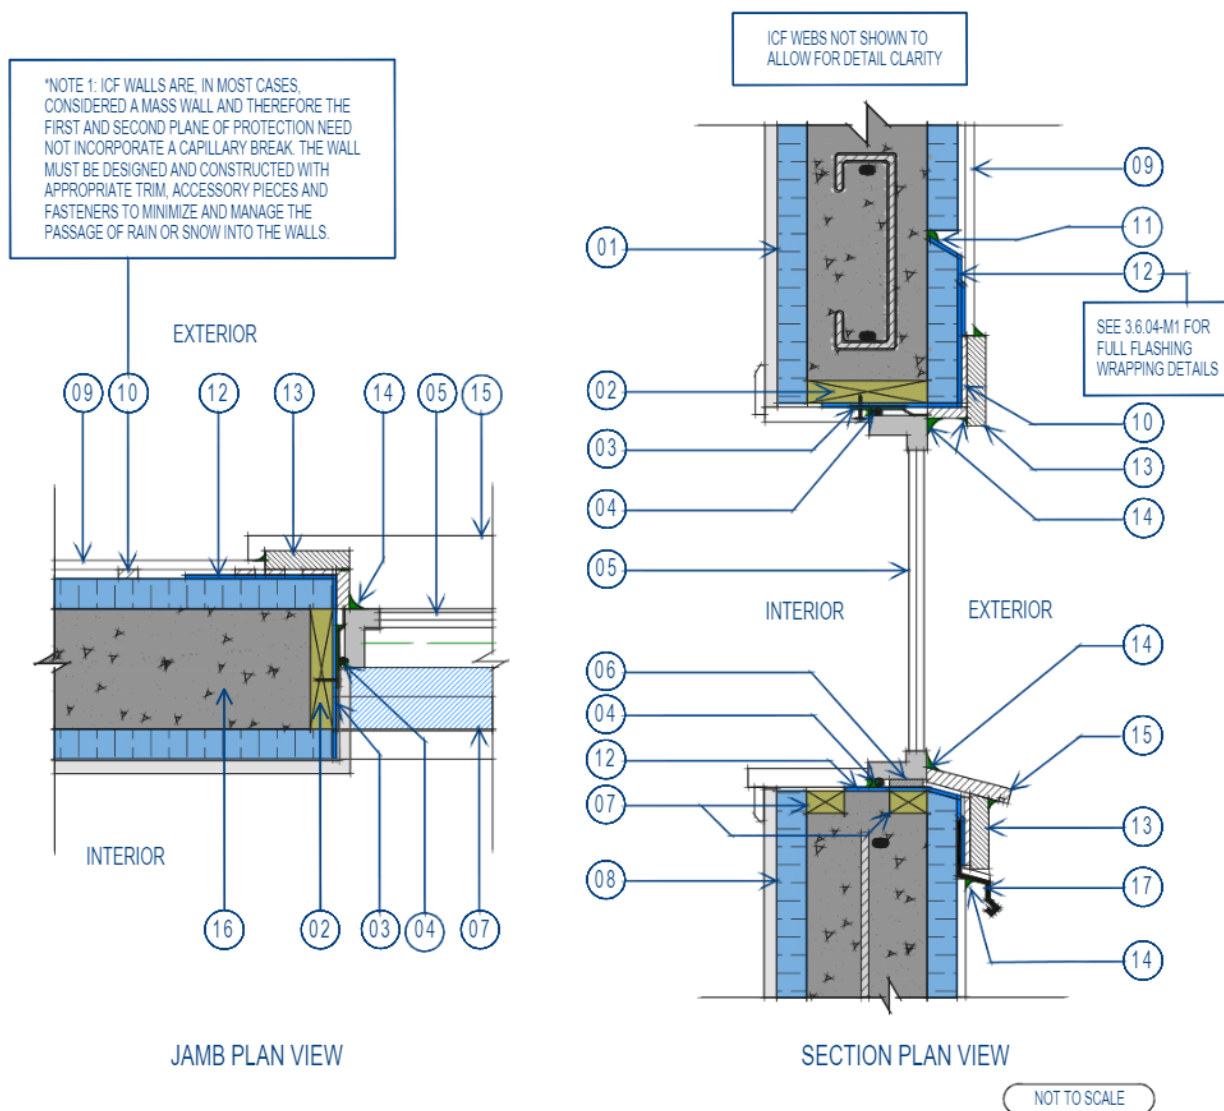 *NOTE 1: ICF WALLS ARE, IN MOST CASES,
CONSIDERED A MASS WALL AND THEREFORE THE
FIRST AND SECOND PLANE OF PROTECTION NEED
NOT INCORPORATE A CAPILLARY BREAK. THE WALL
MUST BE DESIGNED AND CONSTRUCTED WITH
APPROPRIATE TRIM, ACCESSORY PIECES AND
FASTENERS TO MINIMIZE AND MANAGE THE
PASSAGE OF RAIN OR SNOW INTO THE WALLS.
EXTERIOR
09 10 12 13 14 05 15
INTERIOR
16 02 03 04 07
JAMB PLAN VIEW
ICF WEBS NOT SHOWN TO
ALLOW FOR DETAIL CLARITY
01
02
03
04
05
06
04
12
07
08
INTERIOR
EXTERIOR
09
11
12
SEE 3.6.04-M1 FOR
FULL FLASHING
WRAPPING DETAILS
10
13
14
14
15
13
17
14
SECTION PLAN VIEW
NOT TO SCALE